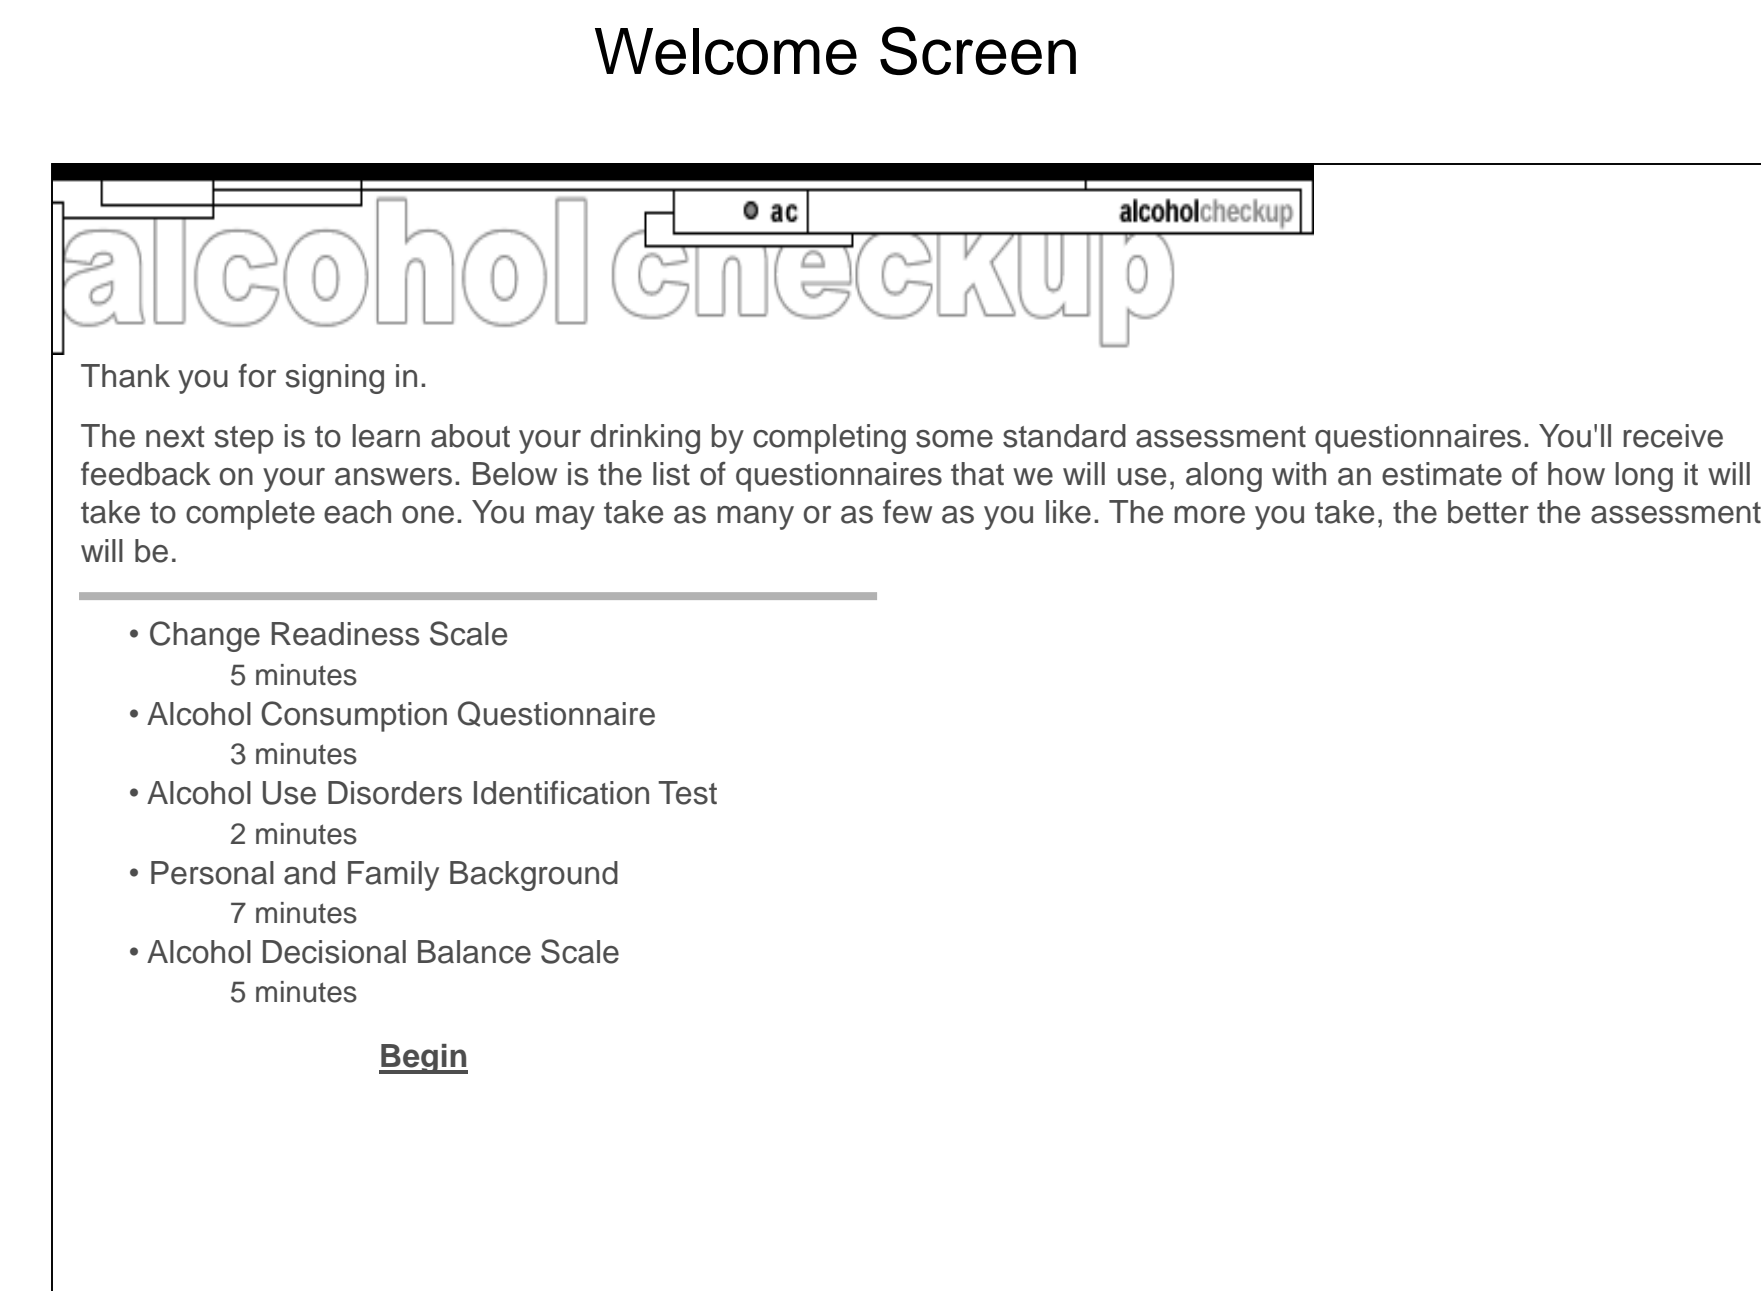 Welcome Screen
ac
alcoholcheckup
alcohol checkup
Thank you for signing in.
The next step is to learn about your drinking by completing some standard assessment questionnaires. You'll receive
feedback on your answers. Below is the list of questionnaires that we will use, along with an estimate of how long it will
take to complete each one. You may take as many or as few as you like. The more you take, the better the assessment
will be.
• Change Readiness Scale
5 minutes
• Alcohol Consumption Questionnaire
3 minutes
• Alcohol Use Disorders Identification Test
2 minutes
• Personal and Family Background
7 minutes
• Alcohol Decisional Balance Scale
5 minutes
Begin